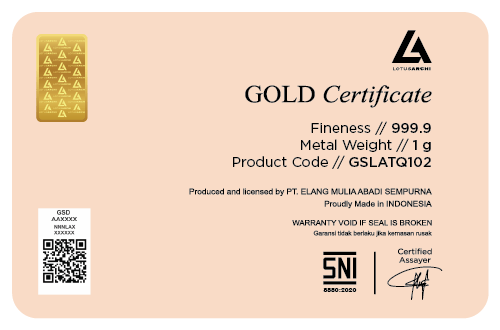 LOTUSARCHI
GOLD Certificate
Fineness // 999.9
Metal Weight // 1 g
Product Code // GSLATQ102
Produced and licensed by PT. ELANG MULIA ABADI SEMPURNA
Proudly Made in INDONESIA
WARRANTY VOID IF SEAL IS BROKEN
Garansi tidak berlaku jika kemasan rusak
GSD
AAXXXX
NNNLAX
XXXXXX
SNI
8880:2020
Certified
Assayer